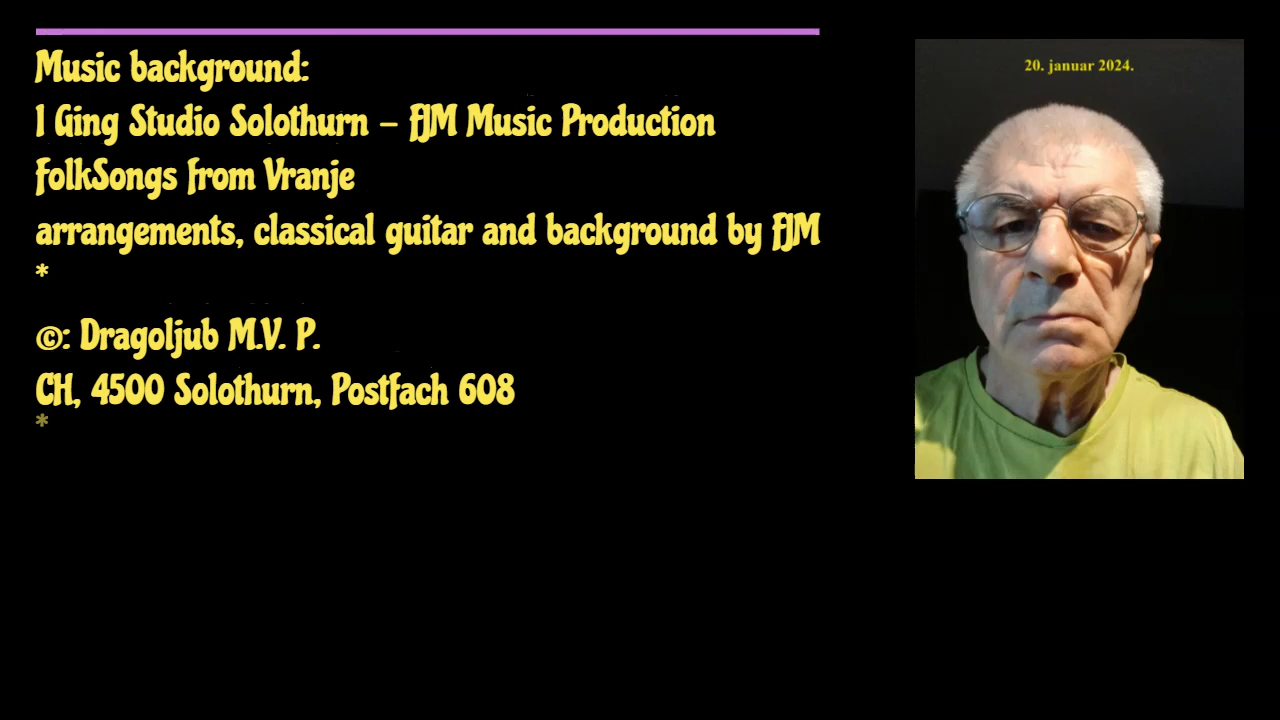 Music background:
I Ging Studio Solothurn – FJM Music Production
FolkSongs from Vranje
arrangements, classical guitar and background by FJM
*
©: Dragoljub M.V. P.
CH, 4500 Solothurn, Postfach 608
*
20. januar 2024.